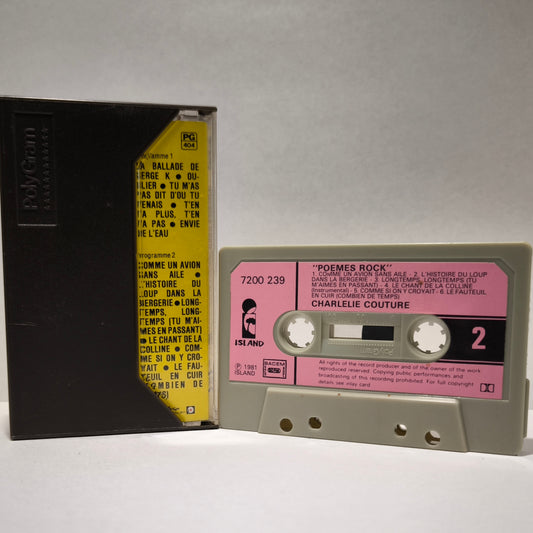 PolyGram
PG
404
ramme 1
A BALLADE DE
ERGE K ● OU-
LIER ● TU M'AS
AS DIT D'OU TU
ENAIS ● T'EN
A PLUS, T'EN
A PAS ● ENVIE
DE L'EAU
rogramme 2
COMME UN AVION
SANS AILE ●
L'HISTOIRE DU
LOUP DANS LA
BERGERIE ● LONG-
TEMPS, LONG-
TEMPS (TU M'AI-
MES EN PASSANT)
● LE CHANT DE LA
COLLINE ● COM-
ME SI ON Y CRO-
YAIT ● LE FAU-
TEUIL EN CUIR
MBIEN DE
"POEMES ROCK"
7200 239
1. COMME UN AVION SANS AILE - 2. L'HISTOIRE DU LOUP
DANS LA BERGERIE - 3. LONGTEMPS, LONGTEMPS (TU
M'AIMES EN PASSANT) - 4. LE CHANT DE LA COLLINE
(Instrumental) - 5. COMME SI ON Y CROYAIT - 6. LE FAUTEUIL
EN CUIR (COMBIEN DE TEMPS)
CHARLELIE COUTURE
ISLAND
2
℗ 1981
ISLAND
SACEM
All rights of the record producer and of the owner of the work
reproduced reserved. Copying public performances and
broadcasting of this recording prohibited. For full copyright
details see inlay card.